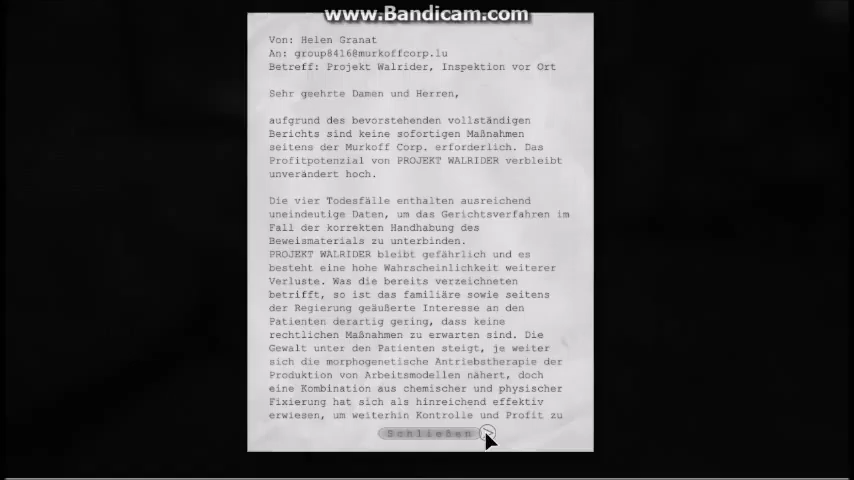 www.Bandicam.com
Von: Helen Granat
An: group8416@murkoffcorp.lu
Betreff: Projekt Walrider, Inspektion vor Ort
Sehr geehrte Damen und Herren,
aufgrund des bevorstehenden vollständigen
Berichts sind keine sofortigen Maßnahmen
seitens der Murkoff Corp. erforderlich. Das
Profitpotenzial von PROJEKT WALRIDER verbleibt
unverändert hoch.
Die vier Todesfälle enthalten ausreichend
uneindeutige Daten, um das Gerichtsverfahren im
Fall der korrekten Handhabung des
Beweismaterials zu unterbinden.
PROJEKT WALRIDER bleibt gefährlich und es
besteht eine hohe Wahrscheinlichkeit weiterer
Verluste. Was die bereits verzeichneten
betrifft, so ist das familiäre sowie seitens
der Regierung geäußerte Interesse an den
Patienten derartig gering, dass keine
rechtlichen Maßnahmen zu erwarten sind. Die
Gewalt unter den Patienten steigt, je weiter
sich die morphogenetische Antriebstherapie der
Produktion von Arbeitsmodellen nähert, doch
eine Kombination aus chemischer und physischer
Fixierung hat sich als hinreichend effektiv
erwiesen, um weiterhin Kontrolle und Profit zu
Schließen